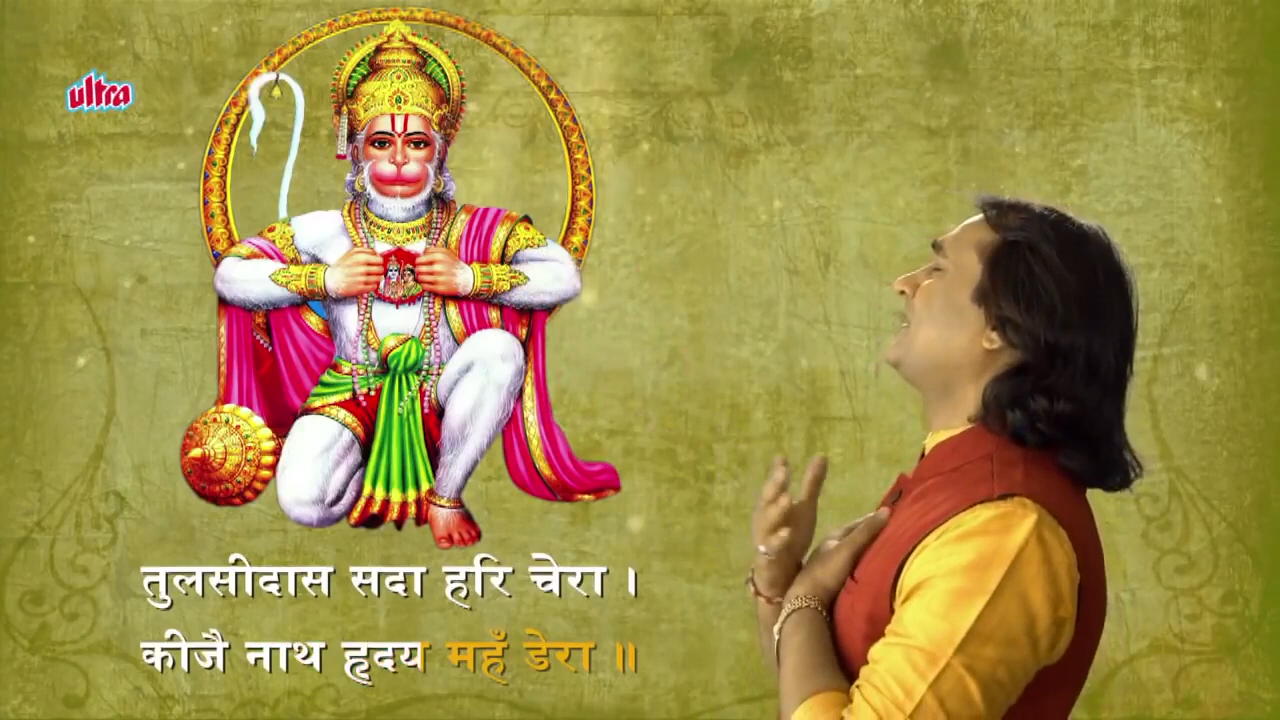 ultra
तुलसीदास सदा हरि चेरा ।
कीजै नाथ हृदय महँ डेरा ॥